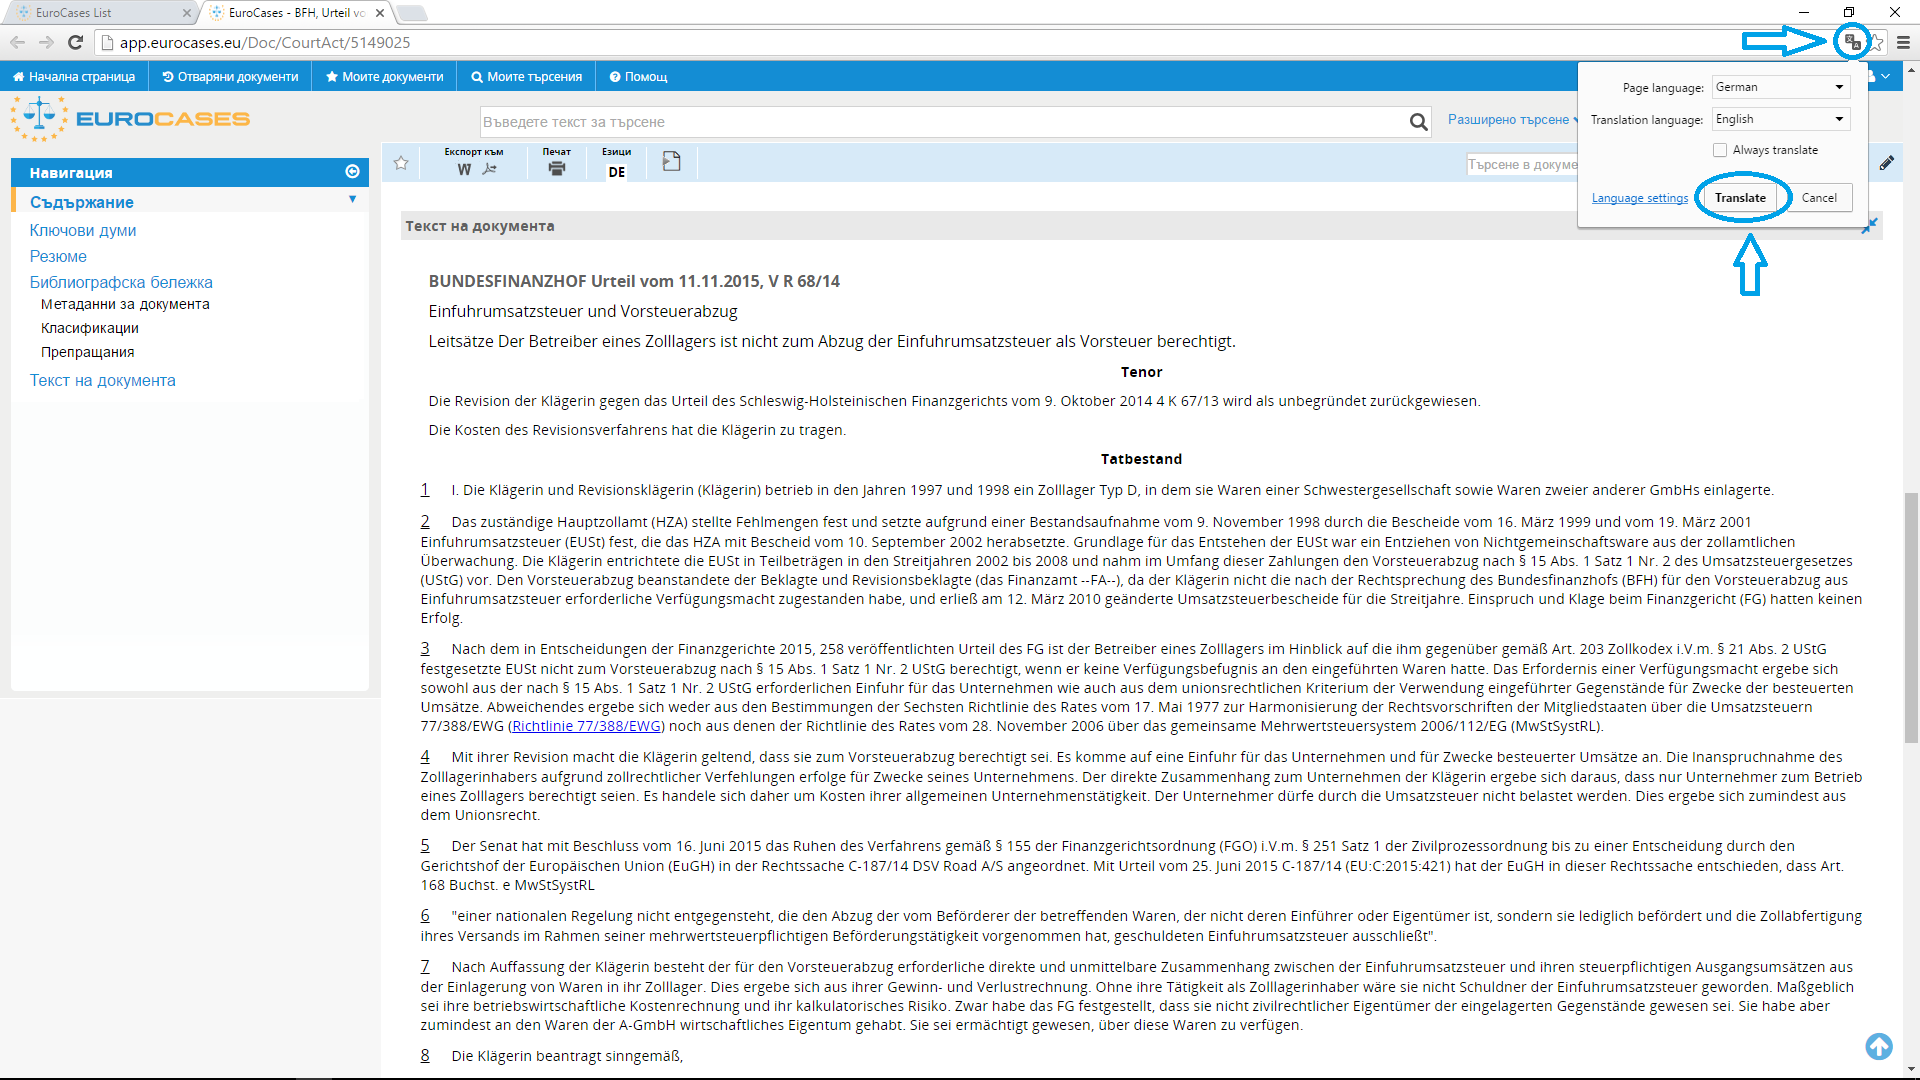 EuroCases List
EuroCases - BFH, Urteil vo
app.eurocases.eu/Doc/CourtAct/5149025
Начална страница
Отваряни документи
Моите документи
Моите търсения
Помощ
Page language:
German
Translation language:
English
Always translate
Language settings
Translate
Cancel
EUROCASES
Въведете текст за търсене
Разширено търсене
Експорт към
Печат
Езици
DE
Търсене в докуме
Навигация
Съдържание
Ключови думи
Резюме
Библиографска бележка
Метаданни за документа
Класификации
Препращания
Текст на документа
Текст на документа
BUNDESFINANZHOF Urteil vom 11.11.2015, V R 68/14
Einfuhrumsatzsteuer und Vorsteuerabzug
Leitsätze Der Betreiber eines Zolllagers ist nicht zum Abzug der Einfuhrumsatzsteuer als Vorsteuer berechtigt.
Tenor
Die Revision der Klägerin gegen das Urteil des Schleswig-Holsteinischen Finanzgerichts vom 9. Oktober 2014 4 K 67/13 wird als unbegründet zurückgewiesen.
Die Kosten des Revisionsverfahrens hat die Klägerin zu tragen.
Tatbestand
1 I. Die Klägerin und Revisionsklägerin (Klägerin) betrieb in den Jahren 1997 und 1998 ein Zolllager Typ D, in dem sie Waren einer Schwestergesellschaft sowie Waren zweier anderer GmbHs einlagerte.
2 Das zuständige Hauptzollamt (HZA) stellte Fehlmengen fest und setzte aufgrund einer Bestandsaufnahme vom 9. November 1998 durch die Bescheide vom 16. März 1999 und vom 19. März 2001
Einfuhrumsatzsteuer (EUSt) fest, die das HZA mit Bescheid vom 10. September 2002 herabsetzte. Grundlage für das Entstehen der EUSt war ein Entziehen von Nichtgemeinschaftsware aus der zollamtlichen
Überwachung. Die Klägerin entrichtete die EUSt in Teilbeträgen in den Streitjahren 2002 bis 2008 und nahm im Umfang dieser Zahlungen den Vorsteuerabzug nach § 15 Abs. 1 Satz 1 Nr. 2 des Umsatzsteuergesetzes
(UStG) vor. Den Vorsteuerabzug beanstandete der Beklagte und Revisionsbeklagte (das Finanzamt --FA--), da der Klägerin nicht die nach der Rechtsprechung des Bundesfinanzhofs (BFH) für den Vorsteuerabzug aus
Einfuhrumsatzsteuer erforderliche Verfügungsmacht zugestanden habe, und erließ am 12. März 2010 geänderte Umsatzsteuerbescheide für die Streitjahre. Einspruch und Klage beim Finanzgericht (FG) hatten keinen
Erfolg.
3 Nach dem in Entscheidungen der Finanzgerichte 2015, 258 veröffentlichten Urteil des FG ist der Betreiber eines Zolllagers im Hinblick auf die ihm gegenüber gemäß Art. 203 Zollkodex i.V.m. § 21 Abs. 2 UStG
festgesetzte EUSt nicht zum Vorsteuerabzug nach § 15 Abs. 1 Satz 1 Nr. 2 UStG berechtigt, wenn er keine Verfügungsbefugnis an den eingeführten Waren hatte. Das Erfordernis einer Verfügungsmacht ergebe sich
sowohl aus der nach § 15 Abs. 1 Satz 1 Nr. 2 UStG erforderlichen Einfuhr für das Unternehmen wie auch aus dem unionsrechtlichen Kriterium der Verwendung eingeführter Gegenstände für Zwecke der besteuerten
Umsätze. Abweichendes ergebe sich weder aus den Bestimmungen der Sechsten Richtlinie des Rates vom 17. Mai 1977 zur Harmonisierung der Rechtsvorschriften der Mitgliedstaaten über die Umsatzsteuern
77/388/EWG (Richtlinie 77/388/EWG) noch aus denen der Richtlinie des Rates vom 28. November 2006 über das gemeinsame Mehrwertsteuersystem 2006/112/EG (MwStSystRL).
4 Mit ihrer Revision macht die Klägerin geltend, dass sie zum Vorsteuerabzug berechtigt sei. Es komme auf eine Einfuhr für das Unternehmen und für Zwecke besteuerter Umsätze an. Die Inanspruchnahme des
Zolllagerinhabers aufgrund zollrechtlicher Verfehlungen erfolge für Zwecke seines Unternehmens. Der direkte Zusammenhang zum Unternehmen der Klägerin ergebe sich daraus, dass nur Unternehmer zum Betrieb
eines Zolllagers berechtigt seien. Es handele sich daher um Kosten ihrer allgemeinen Unternehmenstätigkeit. Der Unternehmer dürfe durch die Umsatzsteuer nicht belastet werden. Dies ergebe sich zumindest aus
dem Unionsrecht.
5 Der Senat hat mit Beschluss vom 16. Juni 2015 das Ruhen des Verfahrens gemäß § 155 der Finanzgerichtsordnung (FGO) i.V.m. § 251 Satz 1 der Zivilprozessordnung bis zu einer Entscheidung durch den
Gerichtshof der Europäischen Union (EuGH) in der Rechtssache C-187/14 DSV Road A/S angeordnet. Mit Urteil vom 25. Juni 2015 C-187/14 (EU:C:2015:421) hat der EuGH in dieser Rechtssache entschieden, dass Art.
168 Buchst. e MwStSystRL
6 "einer nationalen Regelung nicht entgegensteht, die den Abzug der vom Beförderer der betreffenden Waren, der nicht deren Einführer oder Eigentümer ist, sondern sie lediglich befördert und die Zollabfertigung
ihres Versands im Rahmen seiner mehrwertsteuerpflichtigen Beförderungstätigkeit vorgenommen hat, geschuldeten Einfuhrumsatzsteuer ausschließt".
7 Nach Auffassung der Klägerin besteht der für den Vorsteuerabzug erforderliche direkte und unmittelbare Zusammenhang zwischen der Einfuhrumsatzsteuer und ihren steuerpflichtigen Ausgangsumsätzen aus
der Einlagerung von Waren in ihr Zolllager. Dies ergebe sich aus ihrer Gewinn- und Verlustrechnung. Ohne ihre Tätigkeit als Zolllagerinhaber wäre sie nicht Schuldner der Einfuhrumsatzsteuer geworden. Maßgeblich
sei ihre betriebswirtschaftliche Kostenrechnung und ihr kalkulatorisches Risiko. Zwar habe das FG festgestellt, dass sie nicht zivilrechtlicher Eigentümer der eingelagerten Gegenstände gewesen sei. Sie habe aber
zumindest an den Waren der A-GmbH wirtschaftliches Eigentum gehabt. Sie sei ermächtigt gewesen, über diese Waren zu verfügen.
8 Die Klägerin beantragt sinngemäß,